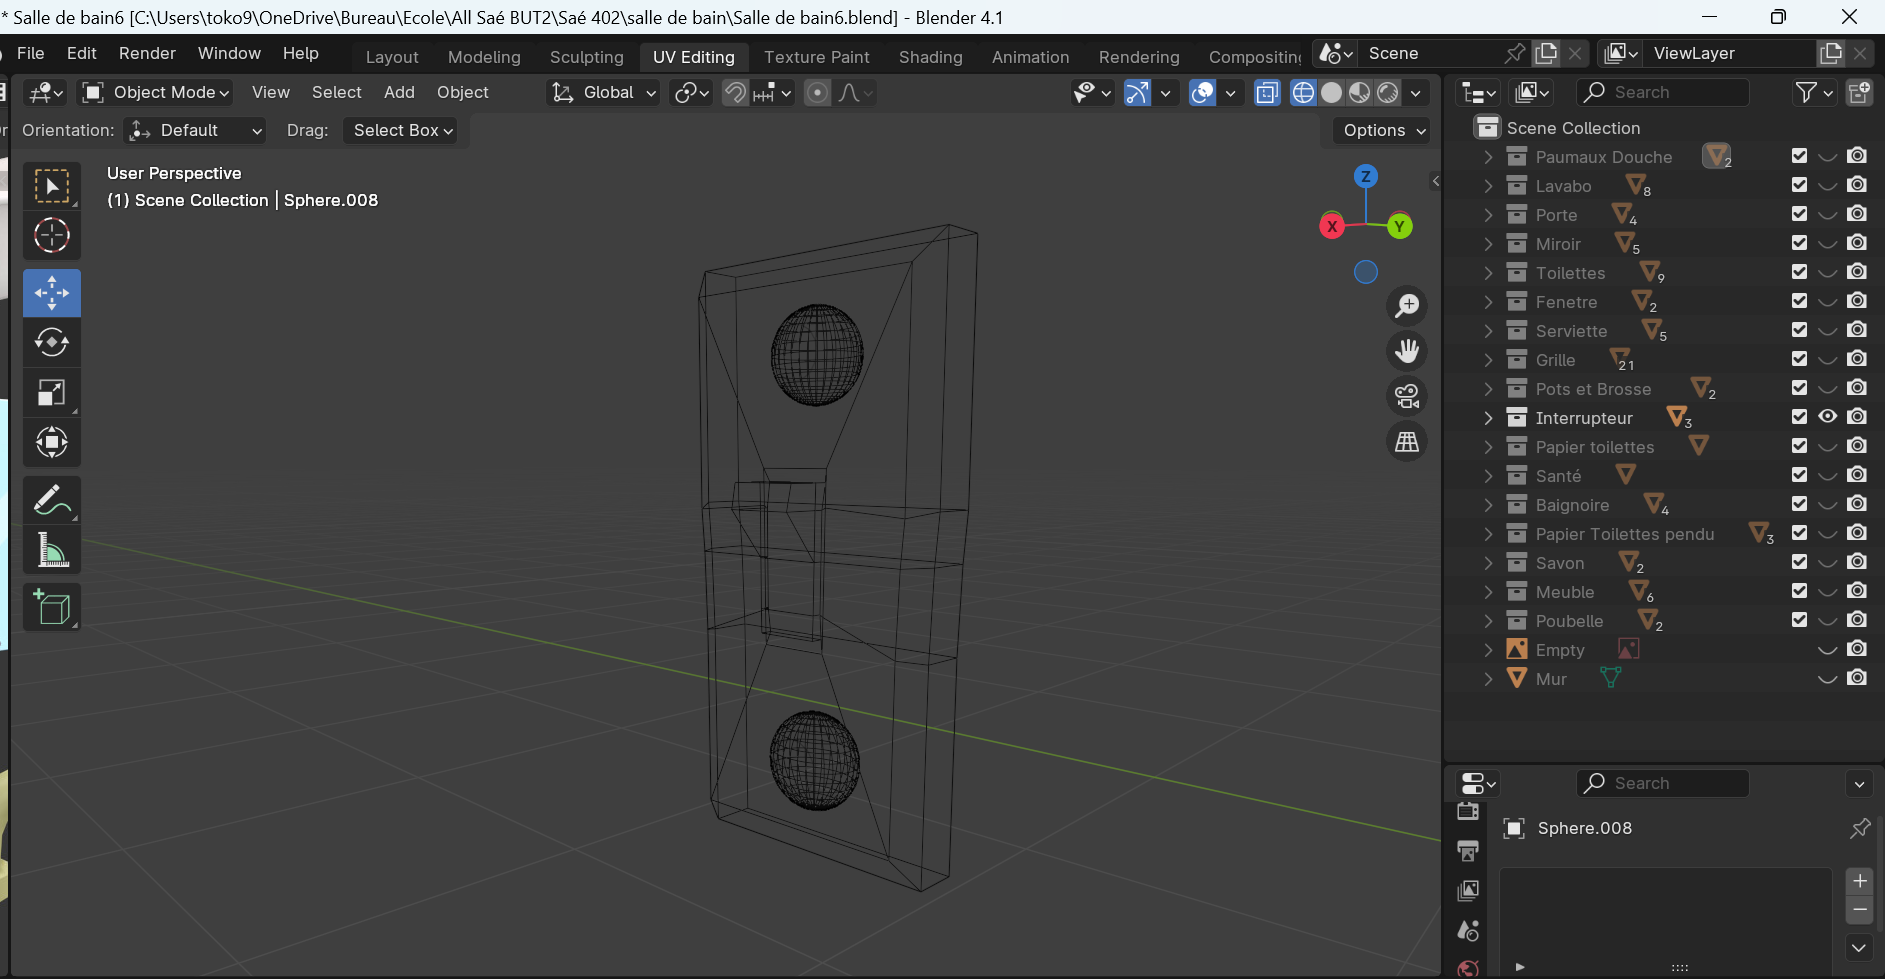 * Salle de bain6 [C:\Users\toko9\OneDrive\Bureau\Ecole\All Saé BUT2\Saé 402\salle de bain\Salle de bain6.blend] - Blender 4.1
File Edit Render Window Help Layout Modeling Sculpting UV Editing Texture Paint Shading Animation Rendering Compositing Scene ViewLayer
Object Mode View Select Add Object Global Search
Orientation: Default Drag: Select Box Options
Scene Collection
User Perspective
(1) Scene Collection | Sphere.008
Z
X
Y
Paumaux Douche 2
Lavabo 8
Porte 4
Miroir 5
Toilettes 9
Fenetre 2
Serviette 5
Grille 21
Pots et Brosse 2
Interrupteur 3
Papier toilettes
Santé
Baignoire 4
Papier Toilettes pendu 3
Savon 2
Meuble 6
Poubelle 2
Empty
Mur
Search
Sphere.008